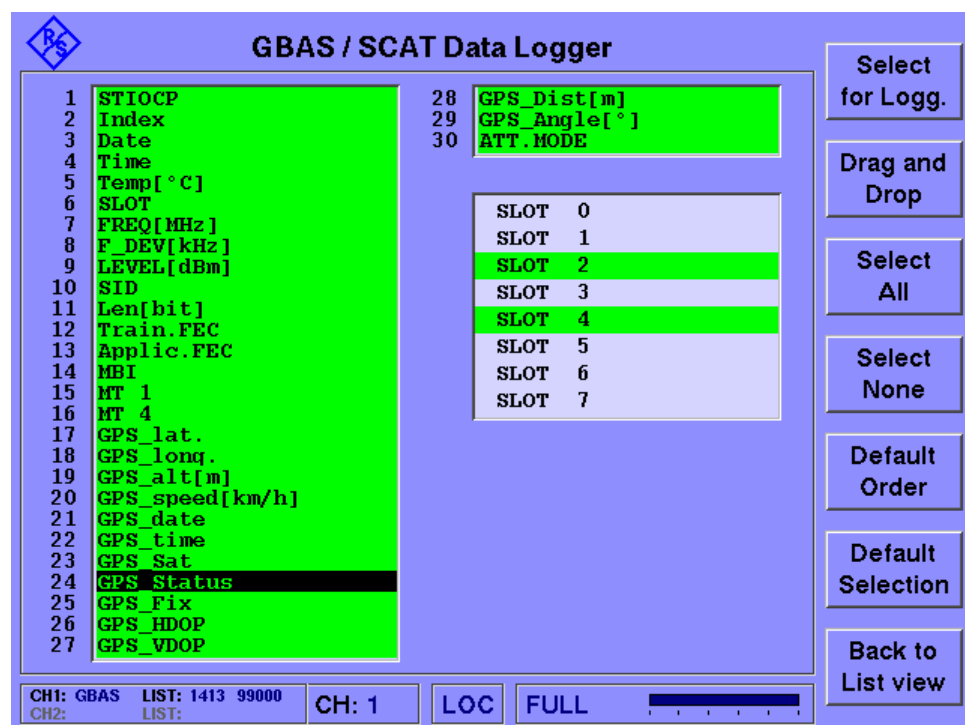 R&S
GBAS / SCAT Data Logger
1 STIOCP
2 Index
3 Date
4 Time
5 Temp[°C]
6 SLOT
7 FREQ[MHz]
8 F_DEV[kHz]
9 LEVEL[dBm]
10 SID
11 Len[bit]
12 Train.FEC
13 Applic.FEC
14 MBI
15 MT 1
16 MT 4
17 GPS_lat.
18 GPS_long.
19 GPS_alt[m]
20 GPS_speed[km/h]
21 GPS_date
22 GPS_time
23 GPS_Sat
24 GPS_Status
25 GPS_Fix
26 GPS_HDOP
27 GPS_VDOP
28 GPS_Dist[m]
29 GPS_Angle[°]
30 ATT.MODE
SLOT 0
SLOT 1
SLOT 2
SLOT 3
SLOT 4
SLOT 5
SLOT 6
SLOT 7
Select
for Logg.
Drag and
Drop
Select
All
Select
None
Default
Order
Default
Selection
Back to
List view
CH1: GBAS LIST: 1413 99000
CH2: LIST:
CH: 1
LOC
FULL